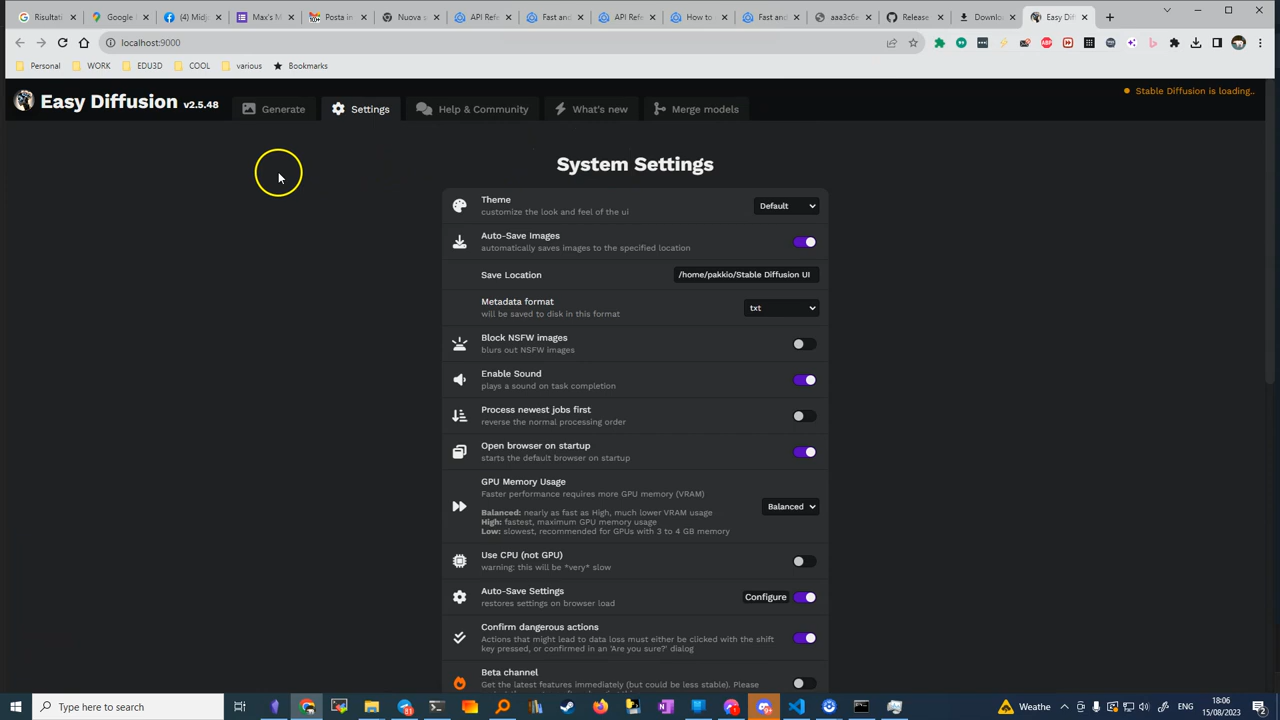 Risultati
Google
(4) Midj
Max's M
Posta in
Nuova s
API Refe
Fast and
API Refe
How to
Fast and
aaa3c6e
Release
Downlo
Easy Dif
localhost:9000
Personal
WORK
EDU3D
COOL
various
Bookmarks
Easy Diffusion v2.5.48
Generate
Settings
Help & Community
What's new
Merge models
Stable Diffusion is loading..
System Settings
Theme
customize the look and feel of the ui
Default
Auto-Save Images
automatically saves images to the specified location
Save Location
/home/pakkio/Stable Diffusion UI
Metadata format
will be saved to disk in this format
txt
Block NSFW images
blurs out NSFW images
Enable Sound
plays a sound on task completion
Process newest jobs first
reverse the normal processing order
Open browser on startup
starts the default browser on startup
GPU Memory Usage
Faster performance requires more GPU memory (VRAM)
Balanced: nearly as fast as High, much lower VRAM usage
High: fastest, maximum GPU memory usage
Low: slowest, recommended for GPUs with 3 to 4 GB memory
Balanced
Use CPU (not GPU)
warning: this will be *very* slow
Auto-Save Settings
restores settings on browser load
Configure
Confirm dangerous actions
Actions that might lead to data loss must either be clicked with the shift
key pressed, or confirmed in an 'Are you sure?' dialog
Beta channel
Get the latest features immediately (but could be less stable). Please
Type here to search
Weathe
18:06
15/08/2023